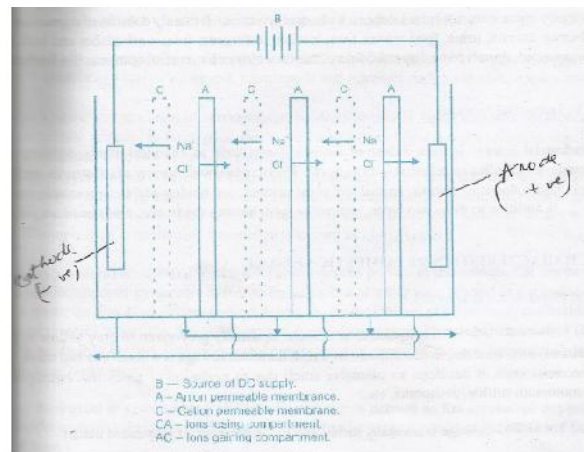 B
C A C A C A
Na Na Na
Cl Cl Cl
Anode
(+ve)
Cathode
(-ve)
B — Source of DC supply.
A – Anion permeable membrance.
C – Cation permeable membrane.
CA – Ions losing compartment.
AC – Ions gaining compartment.